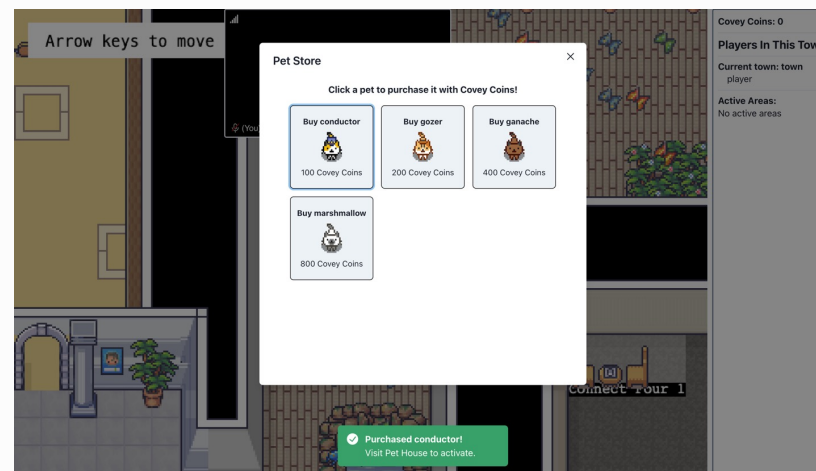 Arrow keys to move
(You
Pet Store
Click a pet to purchase it with Covey Coins!
Buy conductor
100 Covey Coins
Buy gozer
200 Covey Coins
Buy ganache
400 Covey Coins
Buy marshmallow
800 Covey Coins
Covey Coins: 0
Players In This Tow
Current town: town
player
Active Areas:
No active areas
Connect Four 1
Purchased conductor!
Visit Pet House to activate.